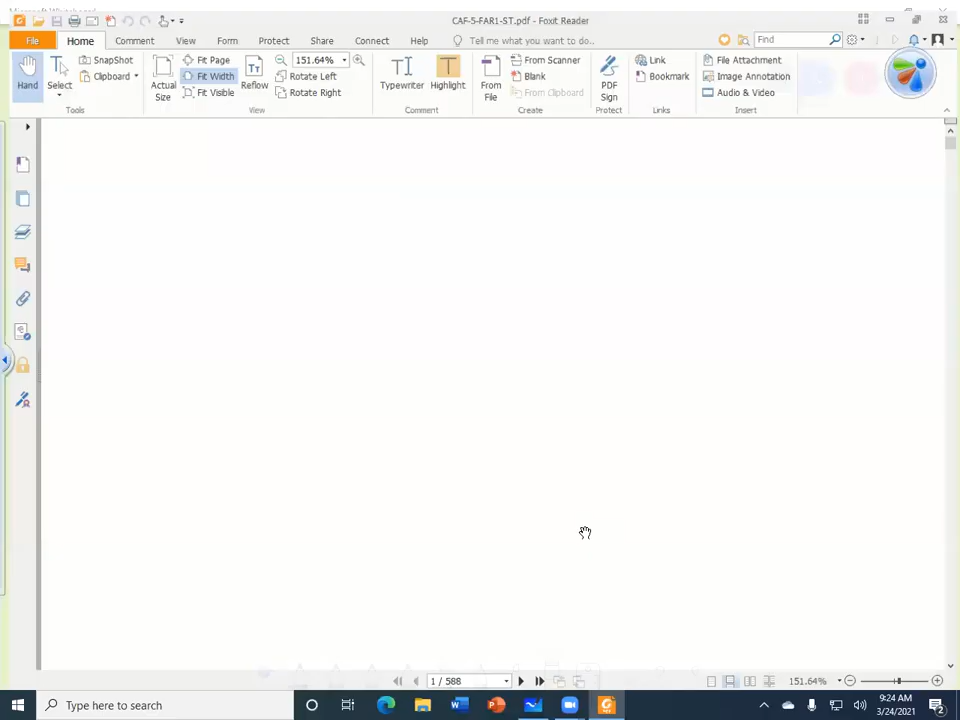 CAF-5-FAR1-ST.pdf - Foxit Reader
File Home Comment View Form Protect Share Connect Help Tell me what you want to do.. Find
Hand
Select
SnapShot
Clipboard
Tools
Actual Size
Fit Page
Fit Width
Fit Visible
Reflow
151.64%
Rotate Left
Rotate Right
View
Typewriter
Highlight
Comment
From File
From Scanner
Blank
From Clipboard
Create
PDF Sign
Protect
Link
Bookmark
Links
File Attachment
Image Annotation
Audio & Video
Insert
1 / 588
151.64%
Type here to search
9:24 AM
3/24/2021
2